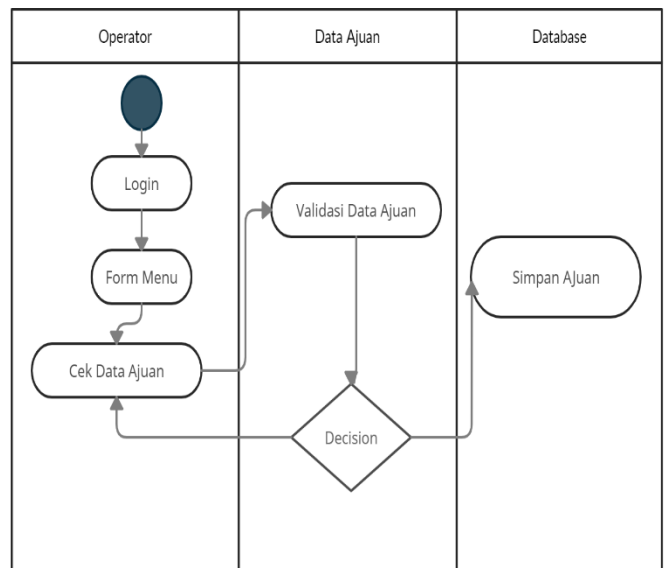 Operator
Data Ajuan
Database
Login
Validasi Data Ajuan
Form Menu
Simpan AJuan
Cek Data Ajuan
Decision